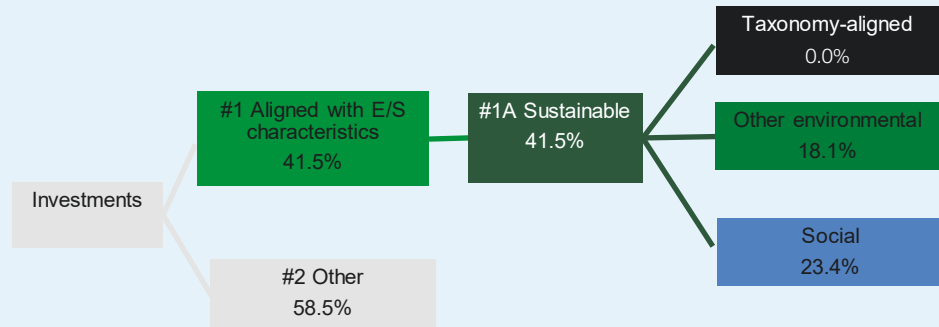 Investments
#1 Aligned with E/S
characteristics
41.5%
#2 Other
58.5%
#1A Sustainable
41.5%
Taxonomy-aligned
0.0%
Other environmental
18.1%
Social
23.4%